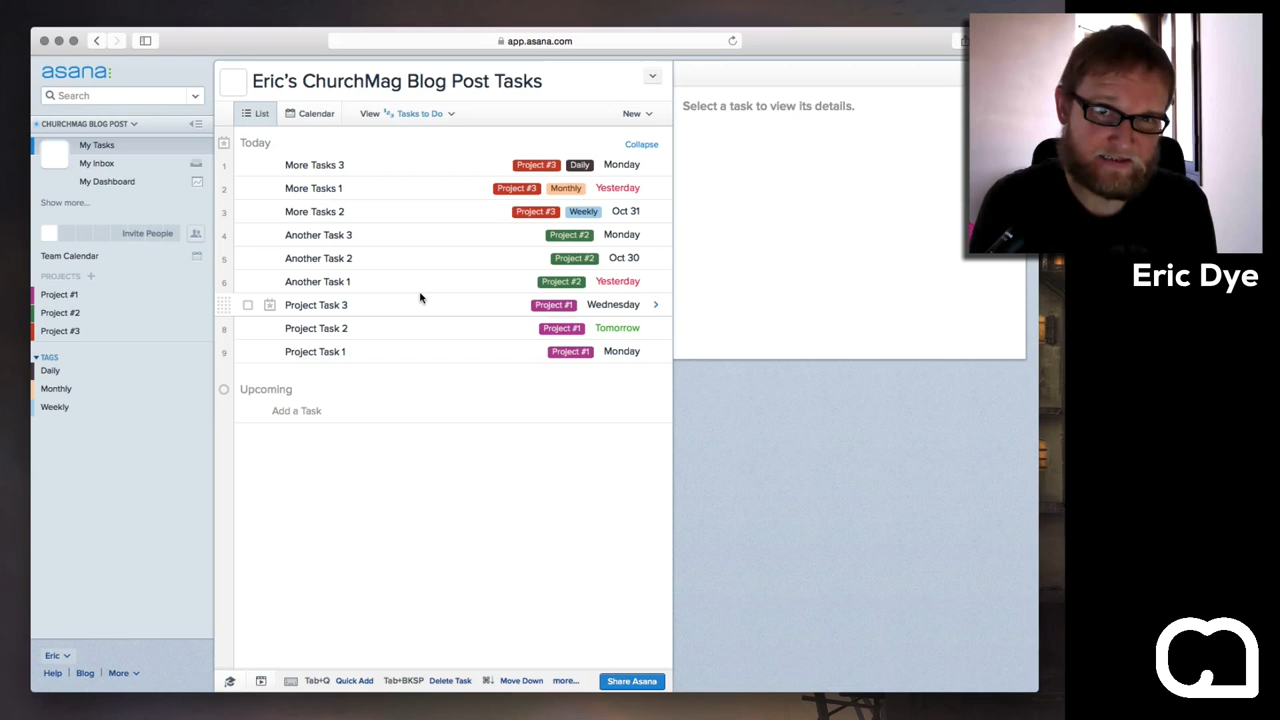 app.asana.com
asana:
Search
CHURCHMAG BLOG POST
My Tasks
My Inbox
My Dashboard
Show more...
Invite People
Team Calendar
PROJECTS +
Project #1
Project #2
Project #3
TAGS
Daily
Monthly
Weekly
Eric
Help | Blog | More
Eric's ChurchMag Blog Post Tasks
List Calendar View Tasks to Do New
Today Collapse
1 More Tasks 3 Project #3 Daily Monday
2 More Tasks 1 Project #3 Monthly Yesterday
3 More Tasks 2 Project #3 Weekly Oct 31
4 Another Task 3 Project #2 Monday
5 Another Task 2 Project #2 Oct 30
6 Another Task 1 Project #2 Yesterday
Project Task 3 Project #1 Wednesday
8 Project Task 2 Project #1 Tomorrow
9 Project Task 1 Project #1 Monday
Upcoming
Add a Task
Tab+Q Quick Add Tab+BKSP Delete Task ⌘↓ Move Down more... Share Asana
Select a task to view its details.
Eric Dye